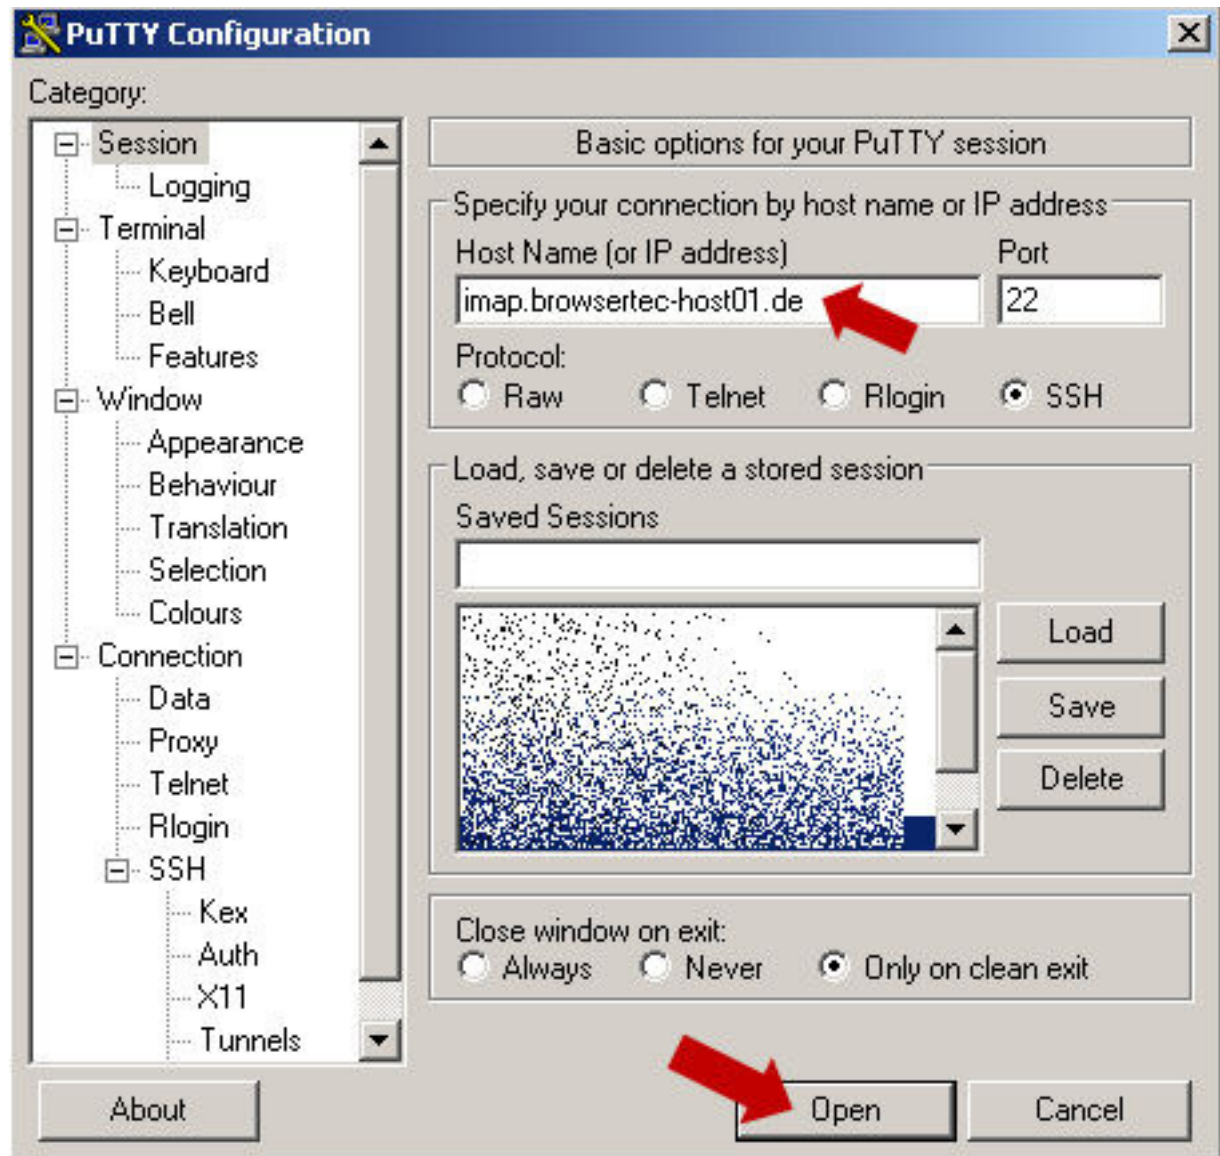 PuTTY Configuration
Category:
Session
Logging
Terminal
Keyboard
Bell
Features
Window
Appearance
Behaviour
Translation
Selection
Colours
Connection
Data
Proxy
Telnet
Rlogin
SSH
Kex
Auth
X11
Tunnels
Basic options for your PuTTY session
Specify your connection by host name or IP address
Host Name (or IP address) Port
imap.browsertec-host01.de 22
Protocol:
Raw Telnet Rlogin SSH
Load, save or delete a stored session
Saved Sessions
Load
Save
Delete
Close window on exit:
Always Never Only on clean exit
About Open Cancel